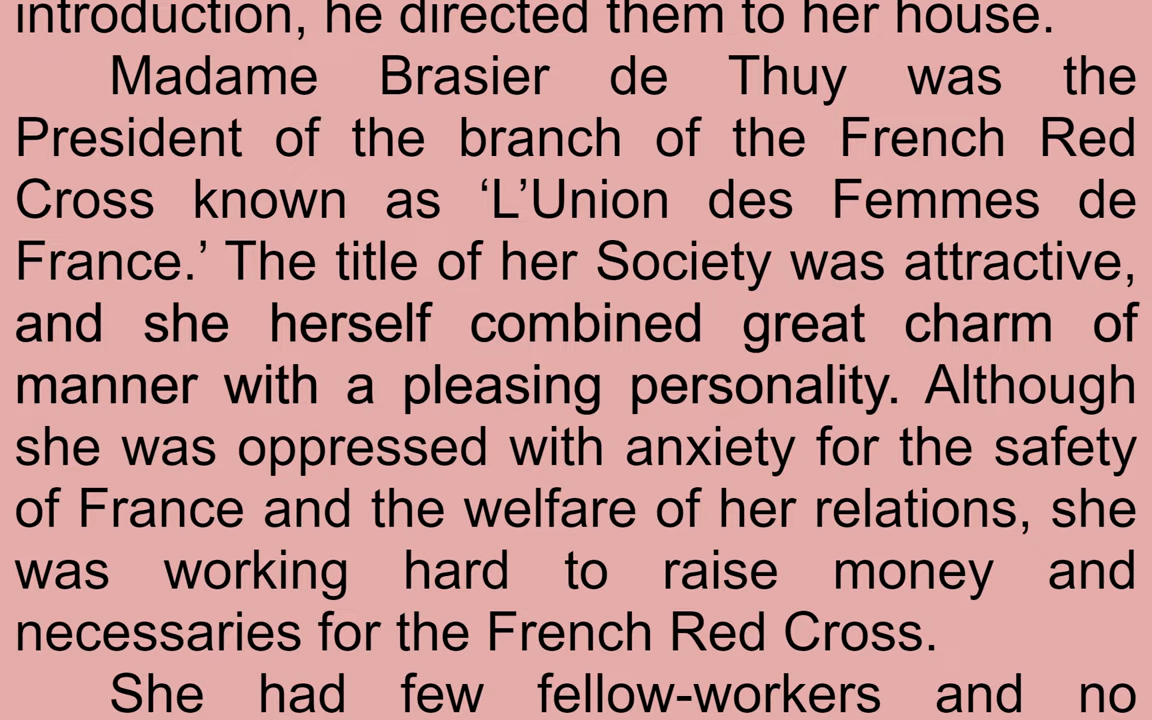 introduction, he directed them to her house.
Madame Brasier de Thuy was the
President of the branch of the French Red
Cross known as ‘L’Union des Femmes de
France.’ The title of her Society was attractive,
and she herself combined great charm of
manner with a pleasing personality. Although
she was oppressed with anxiety for the safety
of France and the welfare of her relations, she
was working hard to raise money and
necessaries for the French Red Cross.
She had few fellow-workers and no